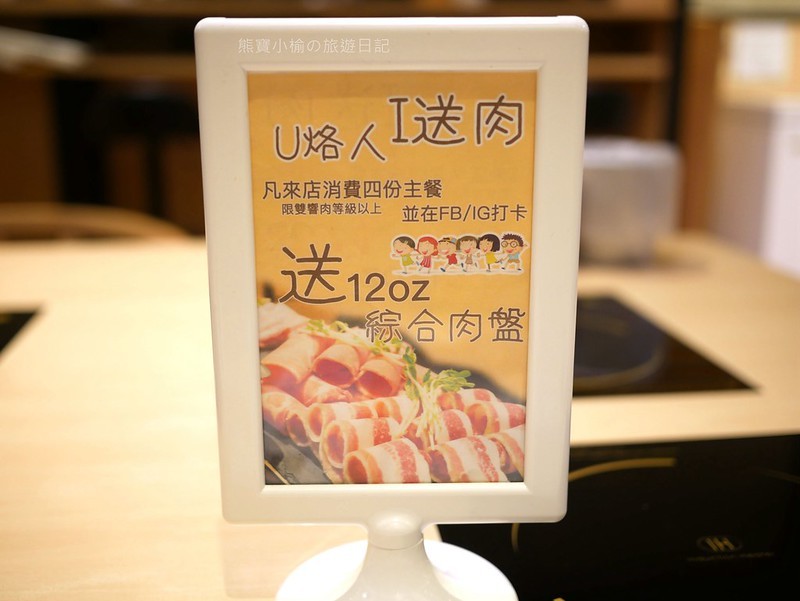 熊寶小榆の旅遊日記
U烙人I送肉
凡來店消費四份主餐
限雙響肉等級以上
並在FB/IG打卡
送12oz
綜合肉盤
IH